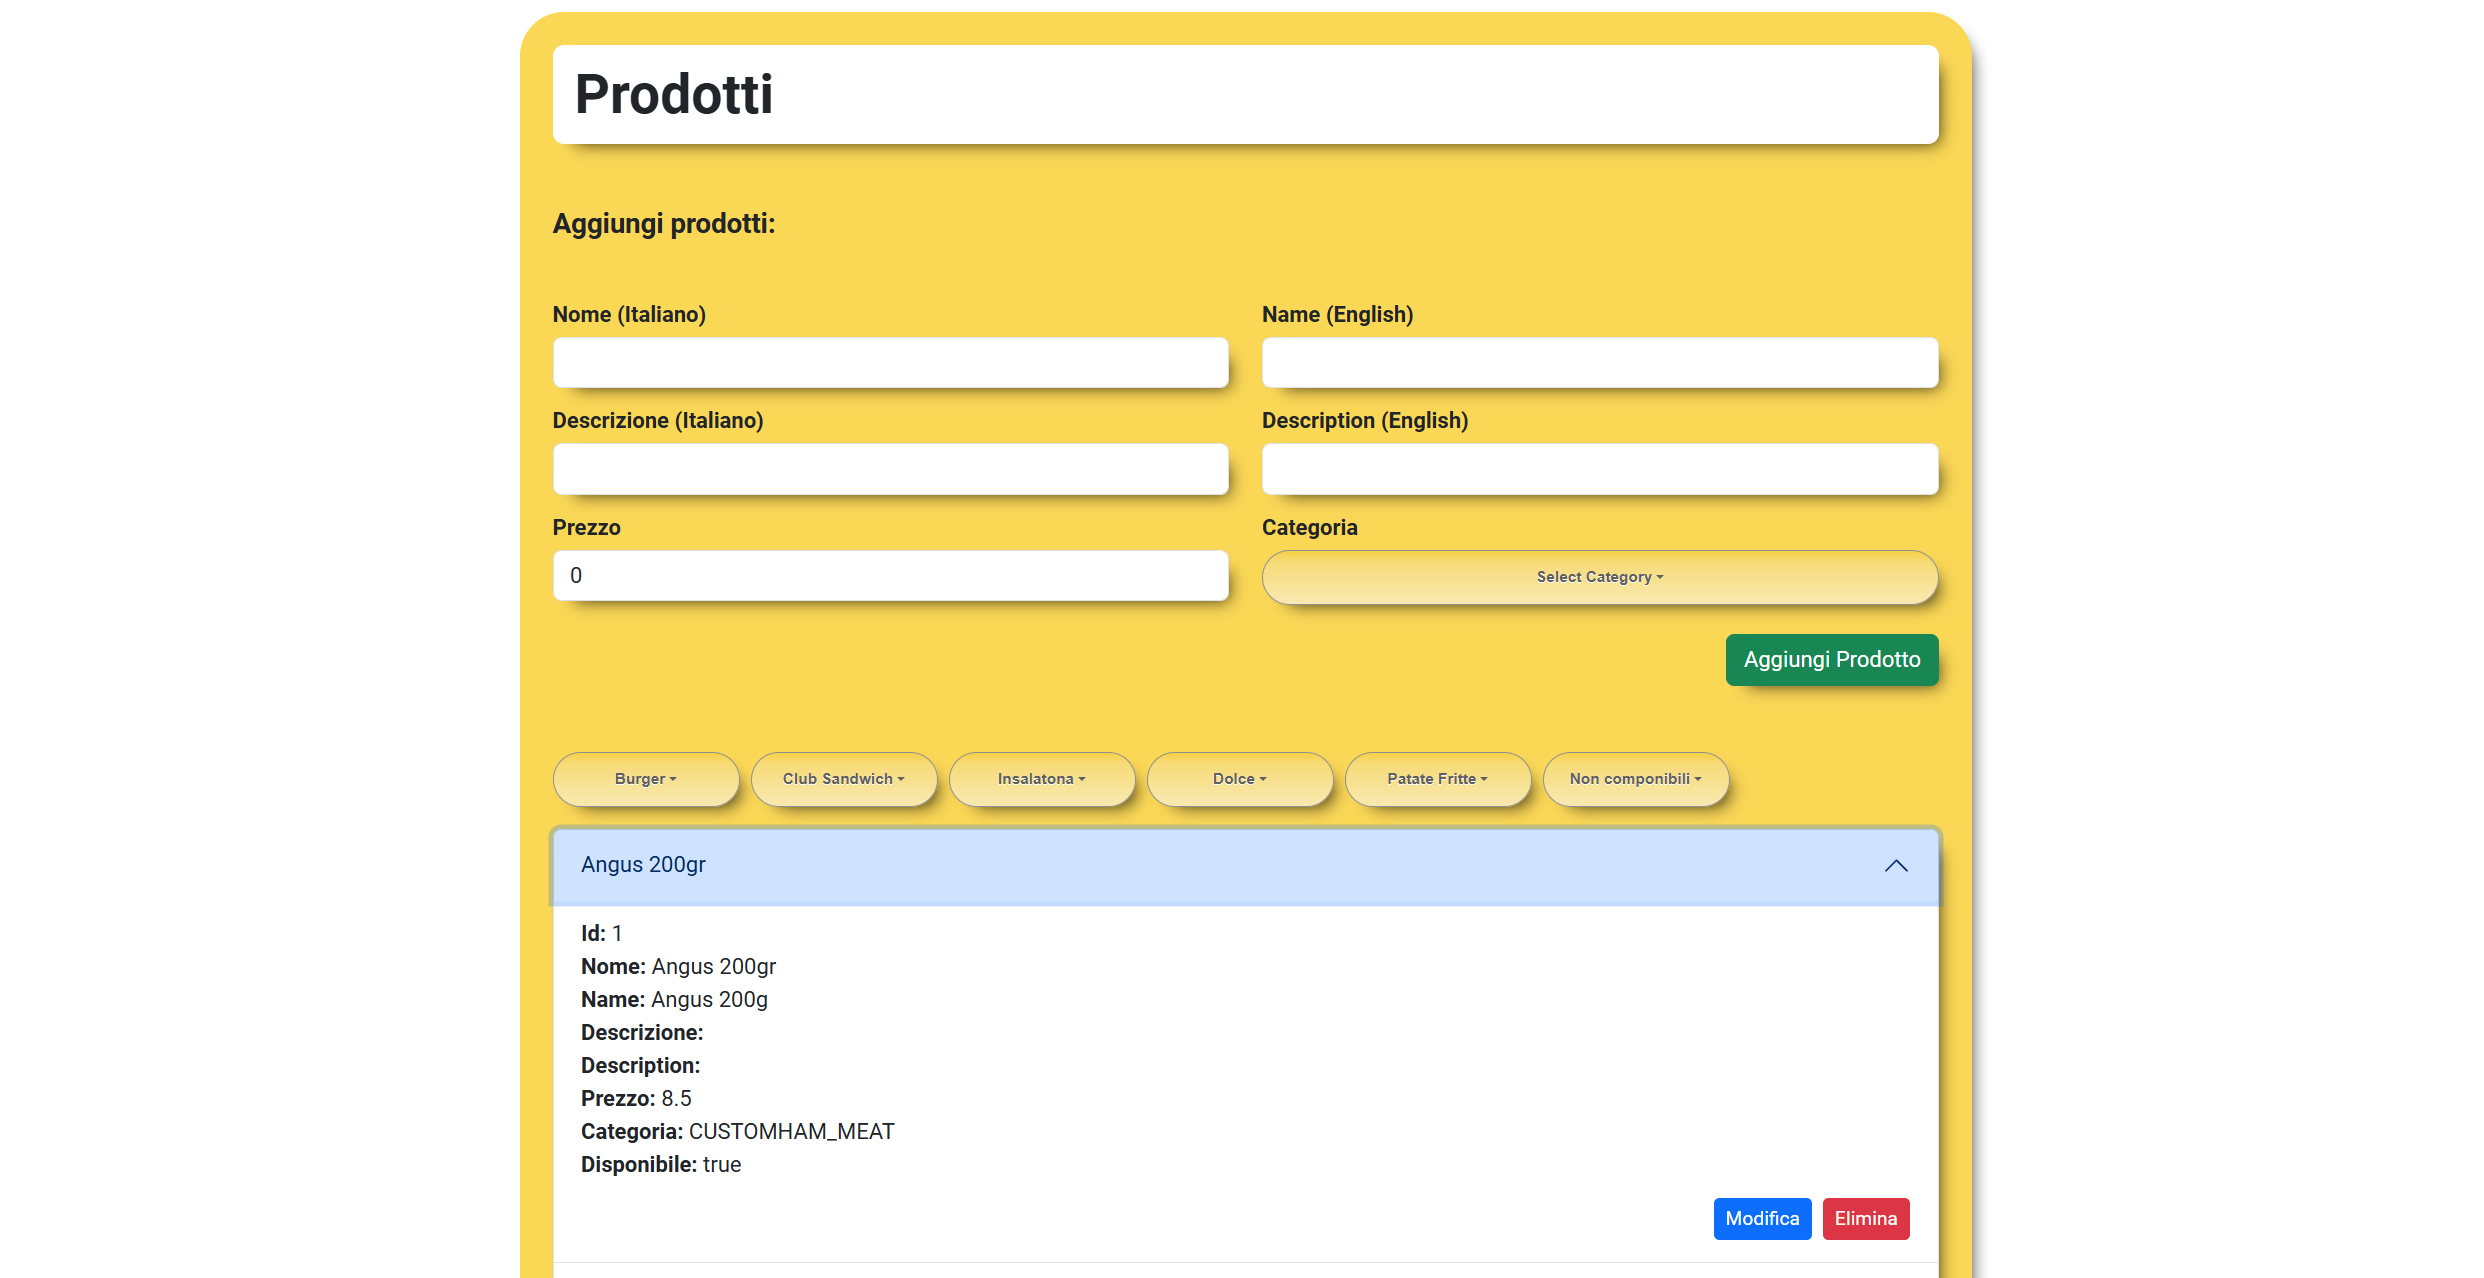 Prodotti
Aggiungi prodotti:
Nome (Italiano)
Name (English)
Descrizione (Italiano)
Description (English)
Prezzo
Categoria
0
Select Category
Aggiungi Prodotto
Burger
Club Sandwich
Insalatona
Dolce
Patate Fritte
Non componibili
Angus 200gr
Id: 1
Nome: Angus 200gr
Name: Angus 200g
Descrizione:
Description:
Prezzo: 8.5
Categoria: CUSTOMHAM_MEAT
Disponibile: true
Modifica
Elimina